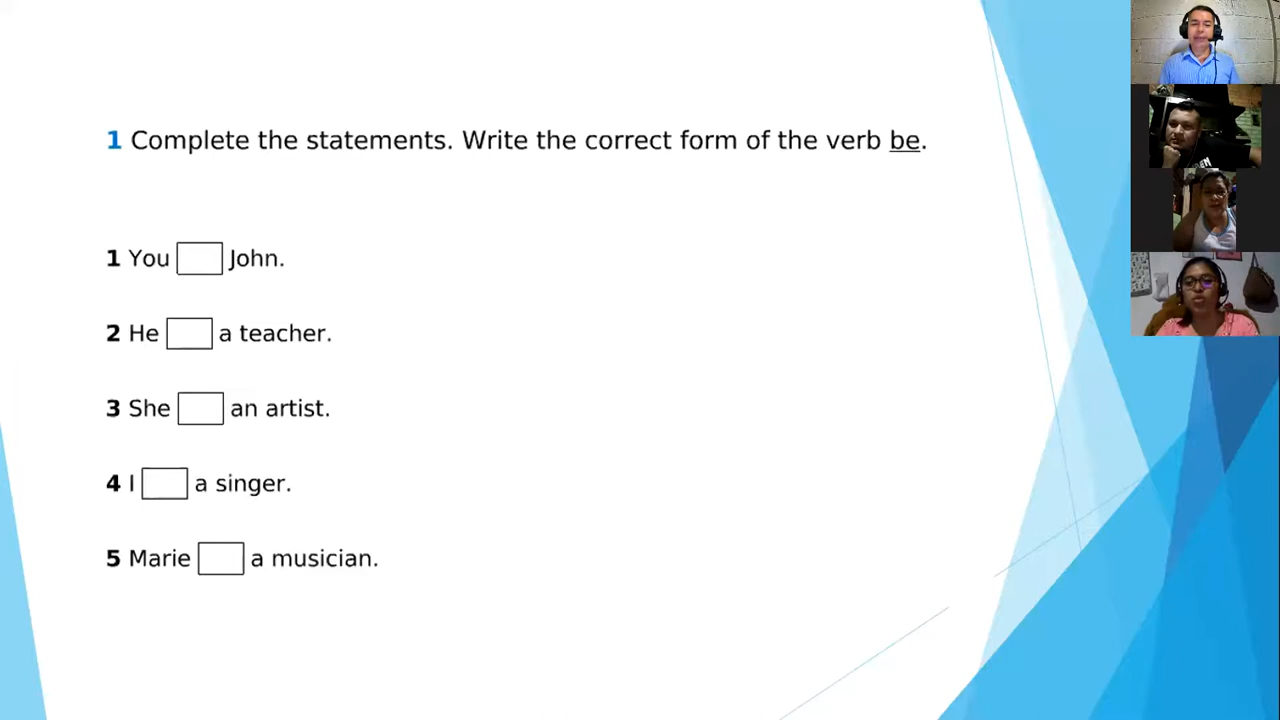 1 Complete the statements. Write the correct form of the verb be.
1 You John.
2 He a teacher.
3 She an artist.
4 I a singer.
5 Marie a musician.